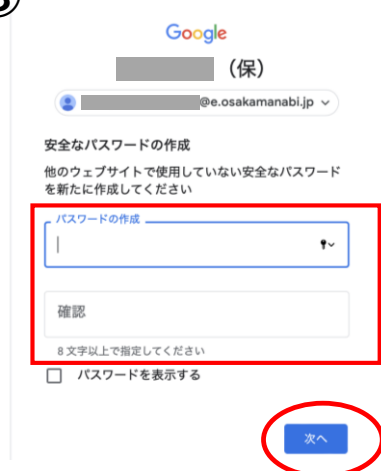 Google
（保）
@e.osakamanabi.jp
安全なパスワードの作成
他のウェブサイトで使用していない安全なパスワード
を新たに作成してください
パスワードの作成
確認
8 文字以上で指定してください
パスワードを表示する
次へ